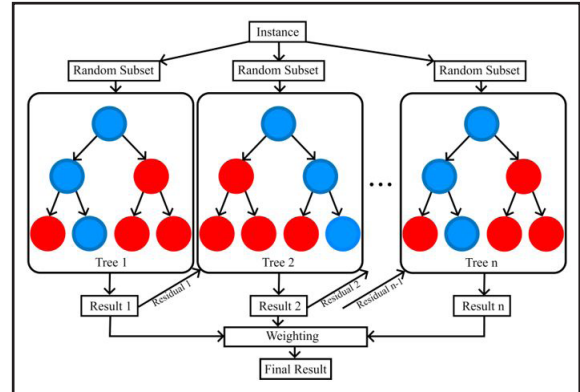 Instance
Random Subset
Random Subset
Random Subset
...
Tree 1
Tree 2
Tree n
Residual 1
Residual 2
Residual n-1
Result 1
Result 2
Result n
Weighting
Final Result